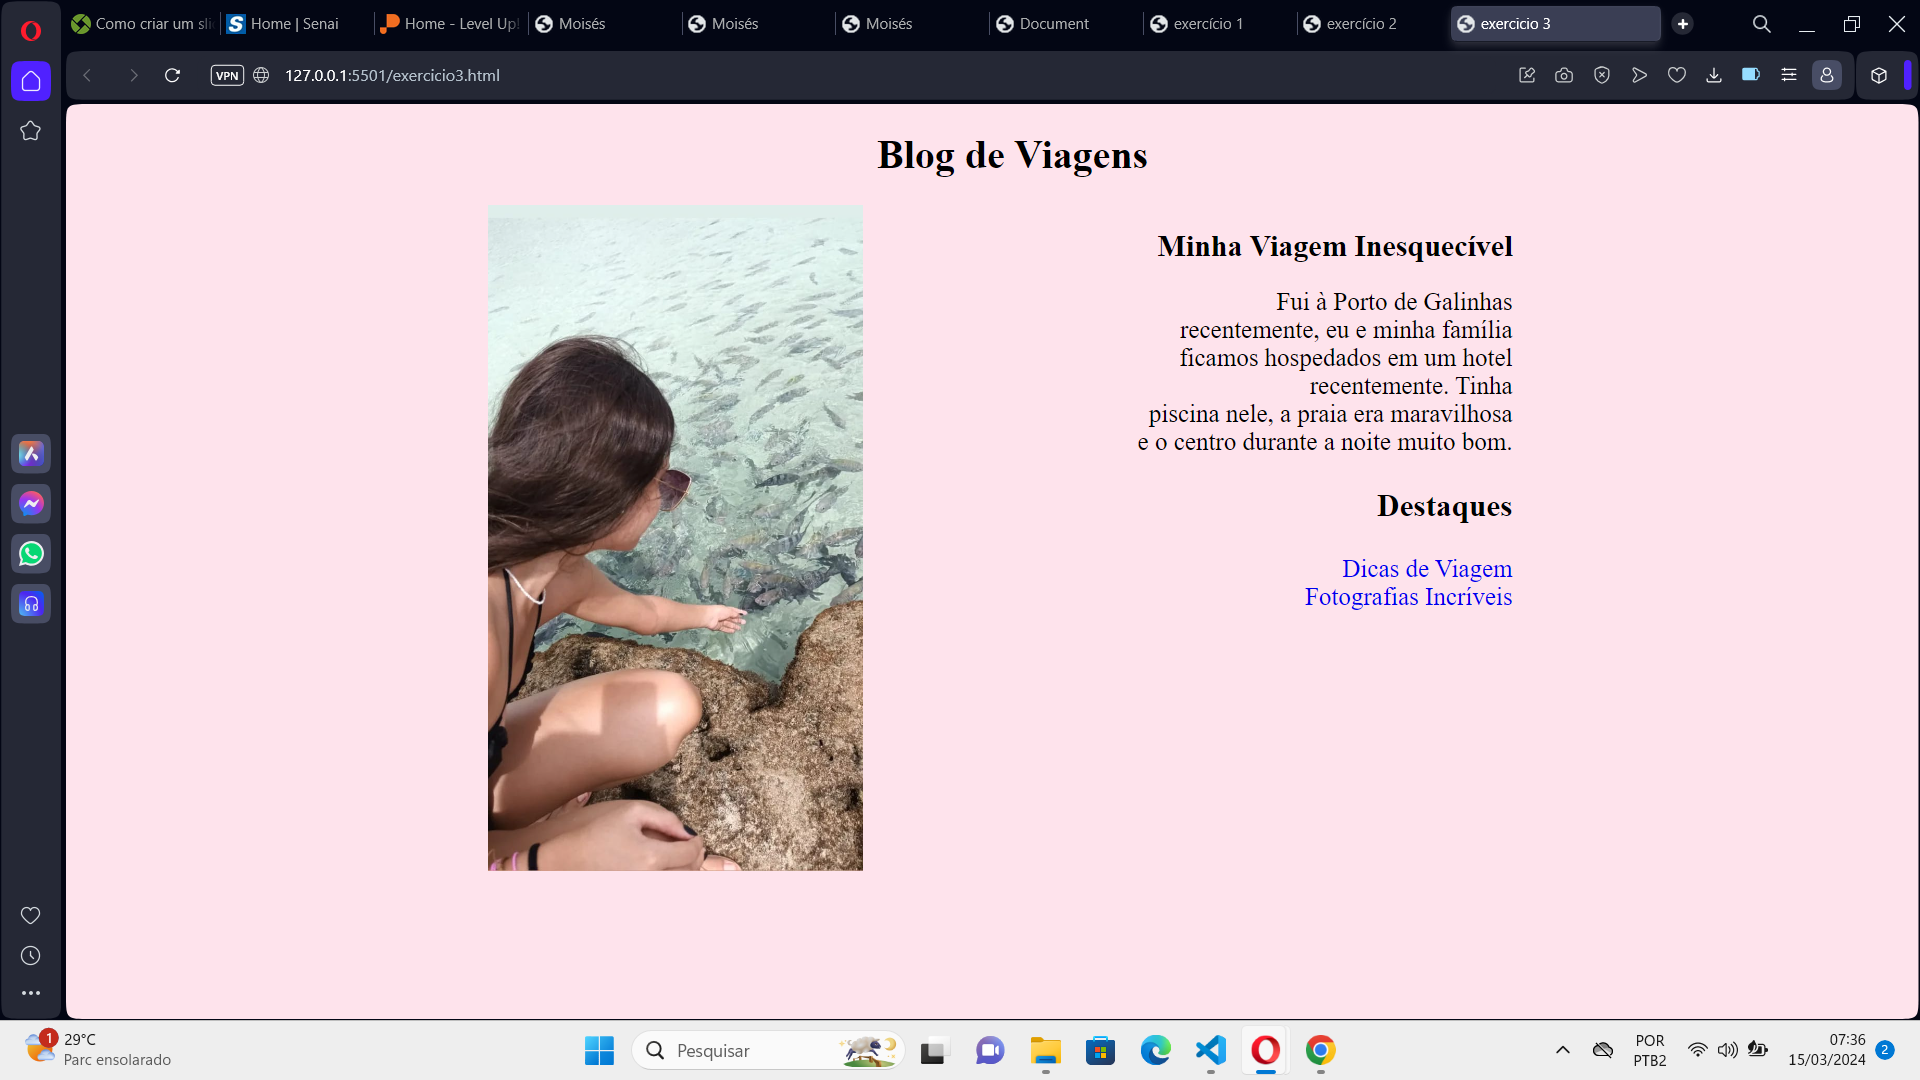 Como criar um sli
Home | Senai
Home - Level Up!
Moisés
Moisés
Moisés
Document
exercício 1
exercício 2
exercicio 3
VPN
127.0.0.1:5501/exercicio3.html
Blog de Viagens
Minha Viagem Inesquecível
Fui à Porto de Galinhas
recentemente, eu e minha família
ficamos hospedados em um hotel
recentemente. Tinha
piscina nele, a praia era maravilhosa
e o centro durante a noite muito bom.
Destaques
Dicas de Viagem
Fotografias Incríveis
1
29°C
Parc ensolarado
Pesquisar
POR
PTB2
07:36
15/03/2024
2